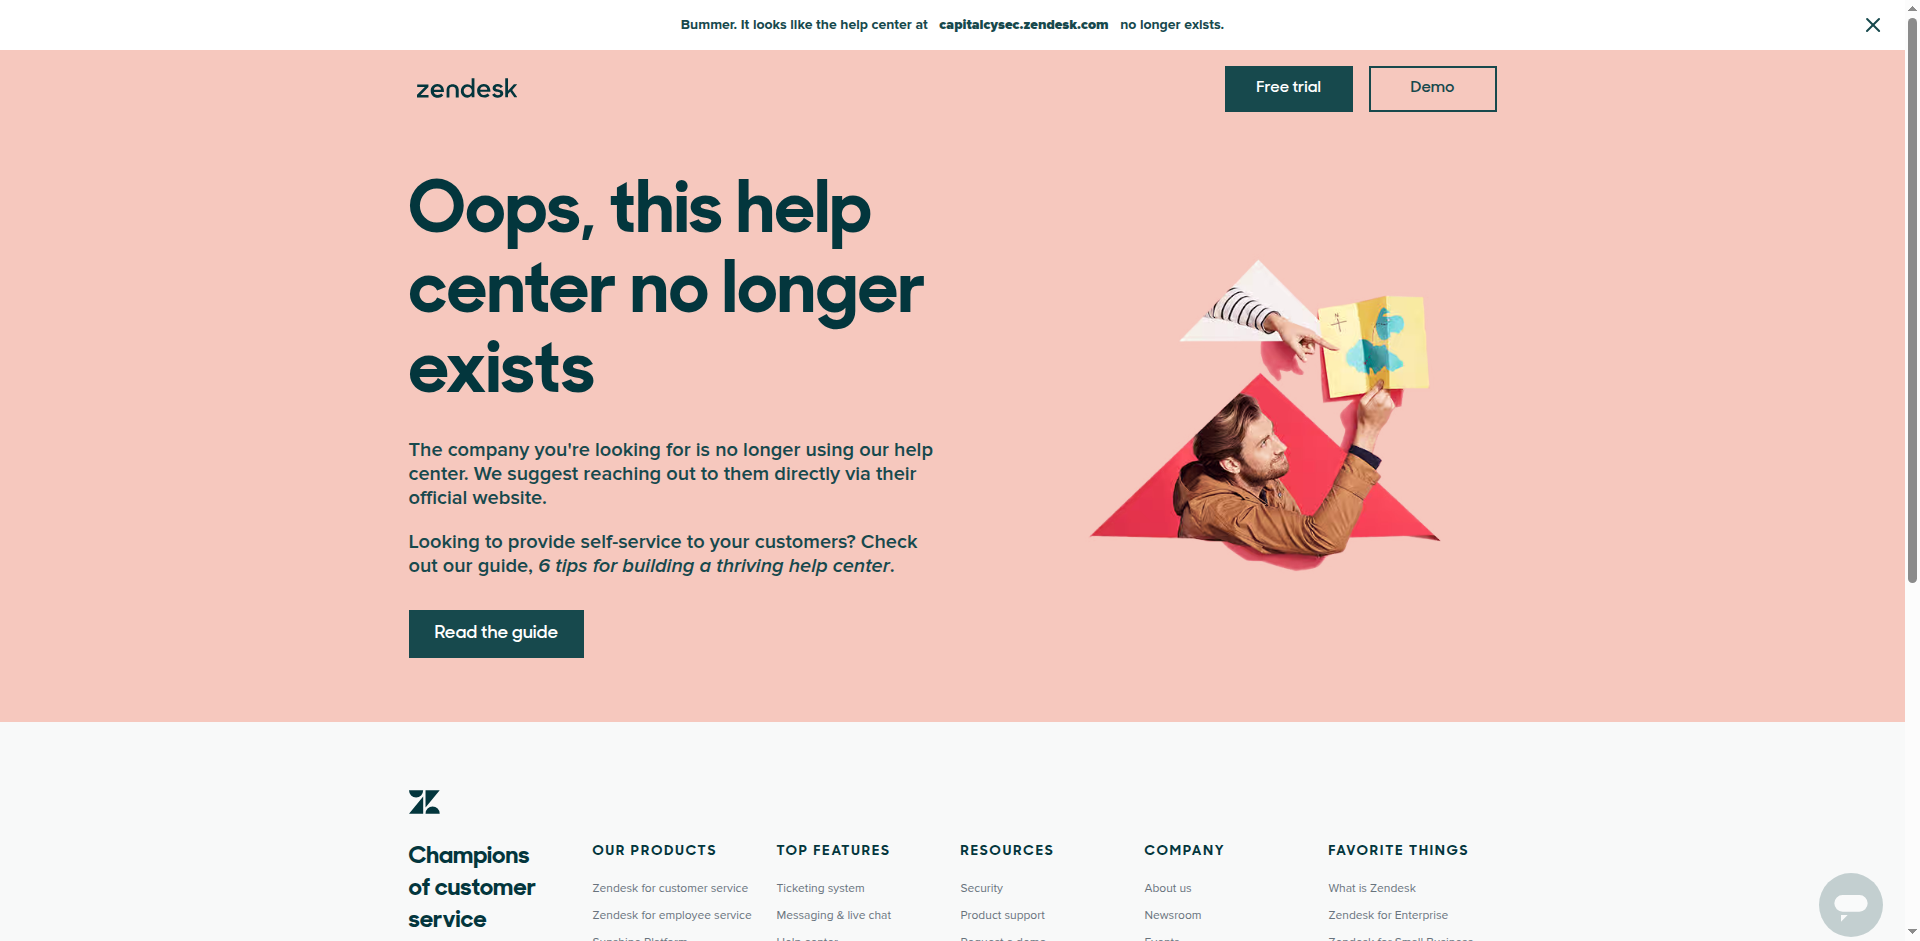 Bummer. It looks like the help center at capitalcysec.zendesk.com no longer exists.
zendesk
Free trial
Demo
Oops, this help
center no longer
exists
The company you're looking for is no longer using our help
center. We suggest reaching out to them directly via their
official website.
Looking to provide self-service to your customers? Check
out our guide, 6 tips for building a thriving help center.
Read the guide
Champions
of customer
service
OUR PRODUCTS
Zendesk for customer service
Zendesk for employee service
TOP FEATURES
Ticketing system
Messaging & live chat
RESOURCES
Security
Product support
COMPANY
About us
Newsroom
FAVORITE THINGS
What is Zendesk
Zendesk for Enterprise